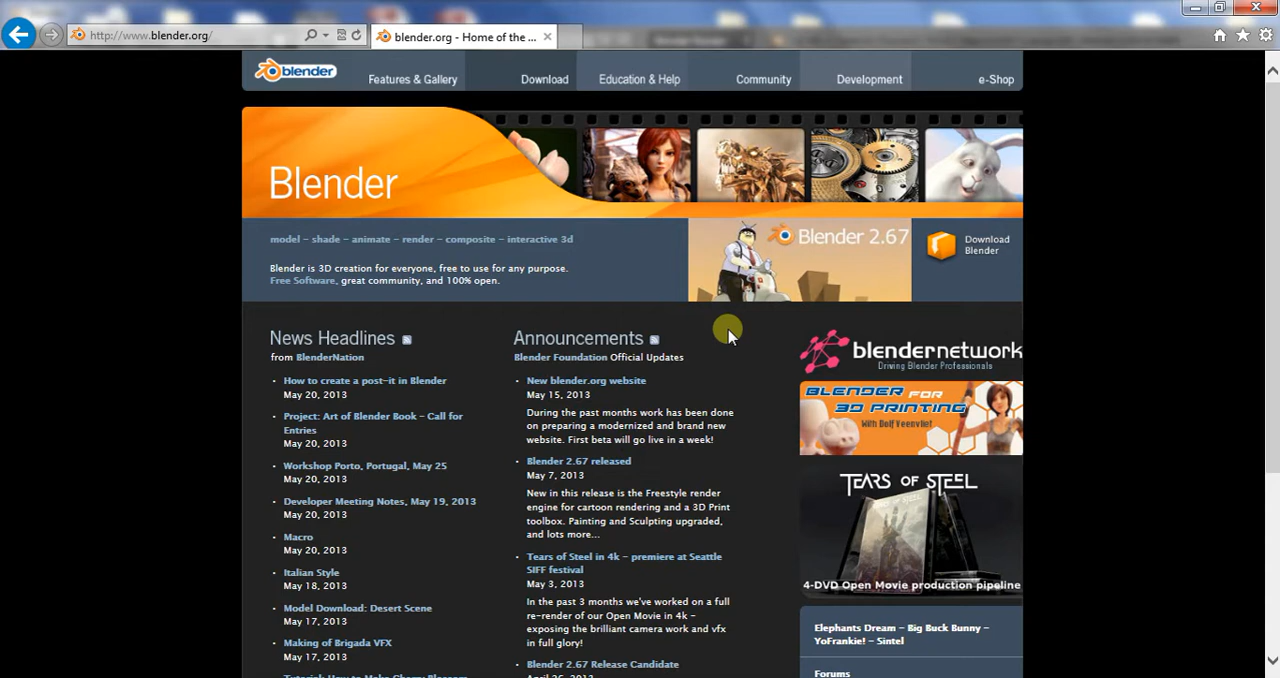 http://www.blender.org/
blender.org - Home of the ...
blender
Features & Gallery
Download
Education & Help
Community
Development
e-Shop
Blender
model – shade – animate – render – composite – interactive 3d
Blender is 3D creation for everyone, free to use for any purpose.
Free Software, great community, and 100% open.
Blender 2.67
Download
Blender
News Headlines
from BlenderNation
How to create a post-it in Blender
May 20, 2013
Project: Art of Blender Book – Call for
Entries
May 20, 2013
Workshop Porto, Portugal, May 25
May 20, 2013
Developer Meeting Notes, May 19, 2013
May 20, 2013
Macro
May 20, 2013
Italian Style
May 18, 2013
Model Download: Desert Scene
May 17, 2013
Making of Brigada VFX
May 17, 2013
Announcements
Blender Foundation Official Updates
New blender.org website
May 15, 2013
During the past months work has been done
on preparing a modernized and brand new
website. First beta will go live in a week!
Blender 2.67 released
May 7, 2013
New in this release is the Freestyle render
engine for cartoon rendering and a 3D Print
toolbox. Painting and Sculpting upgraded,
and lots more...
Tears of Steel in 4k – premiere at Seattle
SIFF festival
May 3, 2013
In the past 3 months we've worked on a full
re-render of our Open Movie in 4k –
exposing the brilliant camera work and vfx
in full glory!
Blender 2.67 Release Candidate
blendernetwork
Driving Blender Professionals
BLENDER FOR
3D PRINTING
With Dolf Veenvliet
TEARS OF STEEL
4-DVD Open Movie production pipeline
Elephants Dream – Big Buck Bunny –
YoFrankie! – Sintel
Forums